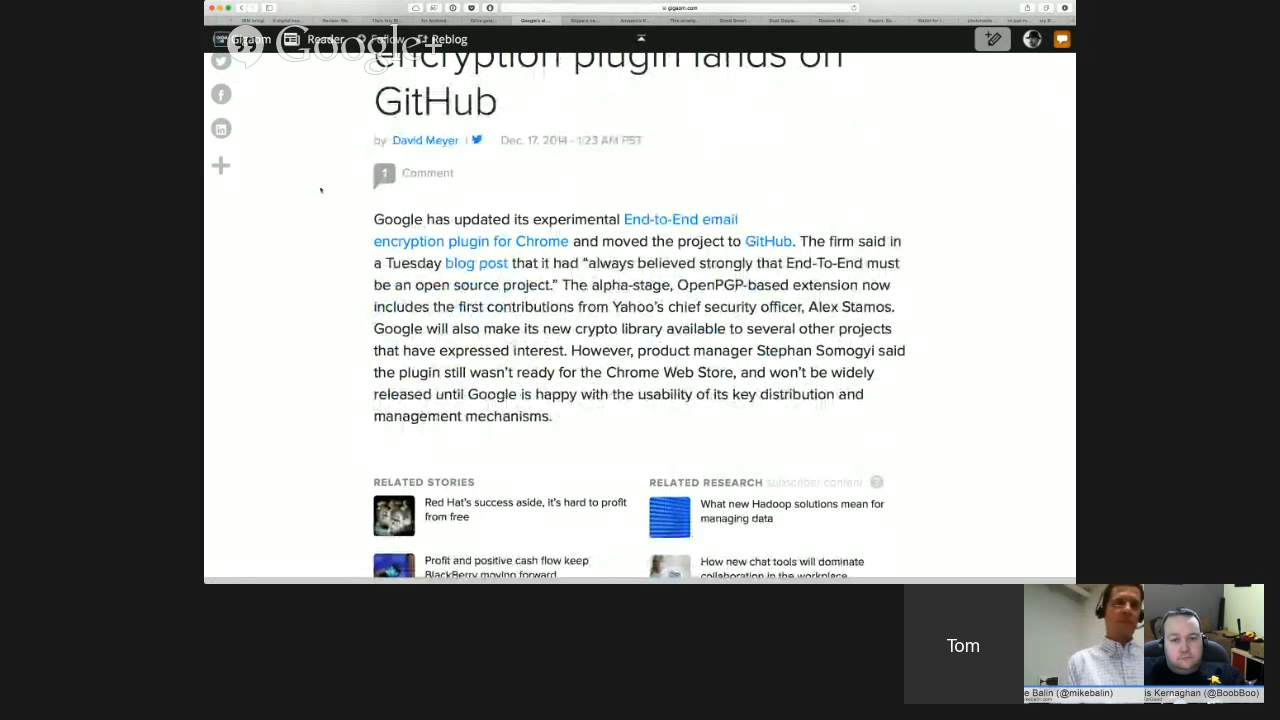 gigaom.com
Gigaom Reader Follow Reblog
Google+
encryption plugin lands on
GitHub
by David Meyer Dec. 17, 2014 - 1:23 AM PST
1 Comment
Google has updated its experimental End-to-End email
encryption plugin for Chrome and moved the project to GitHub. The firm said in
a Tuesday blog post that it had “always believed strongly that End-To-End must
be an open source project.” The alpha-stage, OpenPGP-based extension now
includes the first contributions from Yahoo’s chief security officer, Alex Stamos.
Google will also make its new crypto library available to several other projects
that have expressed interest. However, product manager Stephan Somogyi said
the plugin still wasn’t ready for the Chrome Web Store, and won’t be widely
released until Google is happy with the usability of its key distribution and
management mechanisms.
RELATED STORIES
Red Hat’s success aside, it’s hard to profit
from free
Profit and positive cash flow keep
BlackBerry moving forward
RELATED RESEARCH subscriber content ?
What new Hadoop solutions mean for
managing data
How new chat tools will dominate
collaboration in the workplace
Tom
e Balin (@mikebalin)
is Kernaghan (@BoobBoo)